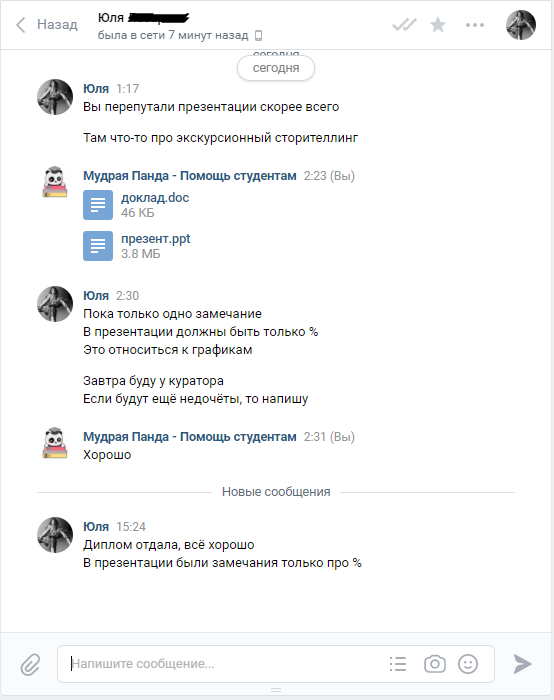 Назад
Юля
была в сети 7 минут назад
сегодня
сегодня
Юля 1:17
Вы перепутали презентации скорее всего
Там что-то про экскурсионный сторителлинг
Мудрая Панда - Помощь студентам 2:23 (Вы)
доклад.doc
46 КБ
презент.ppt
3.8 МБ
Юля 2:30
Пока только одно замечание
В презентации должны быть только %
Это относиться к графикам
Завтра буду у куратора
Если будут ещё недочёты, то напишу
Мудрая Панда - Помощь студентам 2:31 (Вы)
Хорошо
Новые сообщения
Юля 15:24
Диплом отдала, всё хорошо
В презентации были замечания только про %
Напишите сообщение...